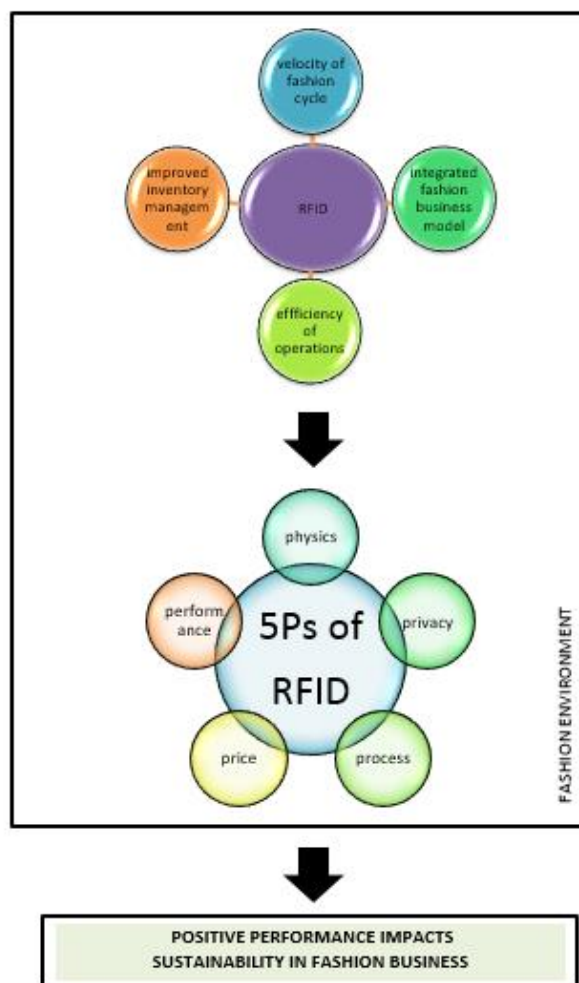 velocity of
fashion
cycle
improved
inventory
managem
ent
RFID
integrated
fashion
business
model
effficiency
of
operations
physics
perform
ance
5Ps of
RFID
privacy
price
process
FASHION ENVIRONMENT
POSITIVE PERFORMANCE IMPACTS
SUSTAINABILITY IN FASHION BUSINESS